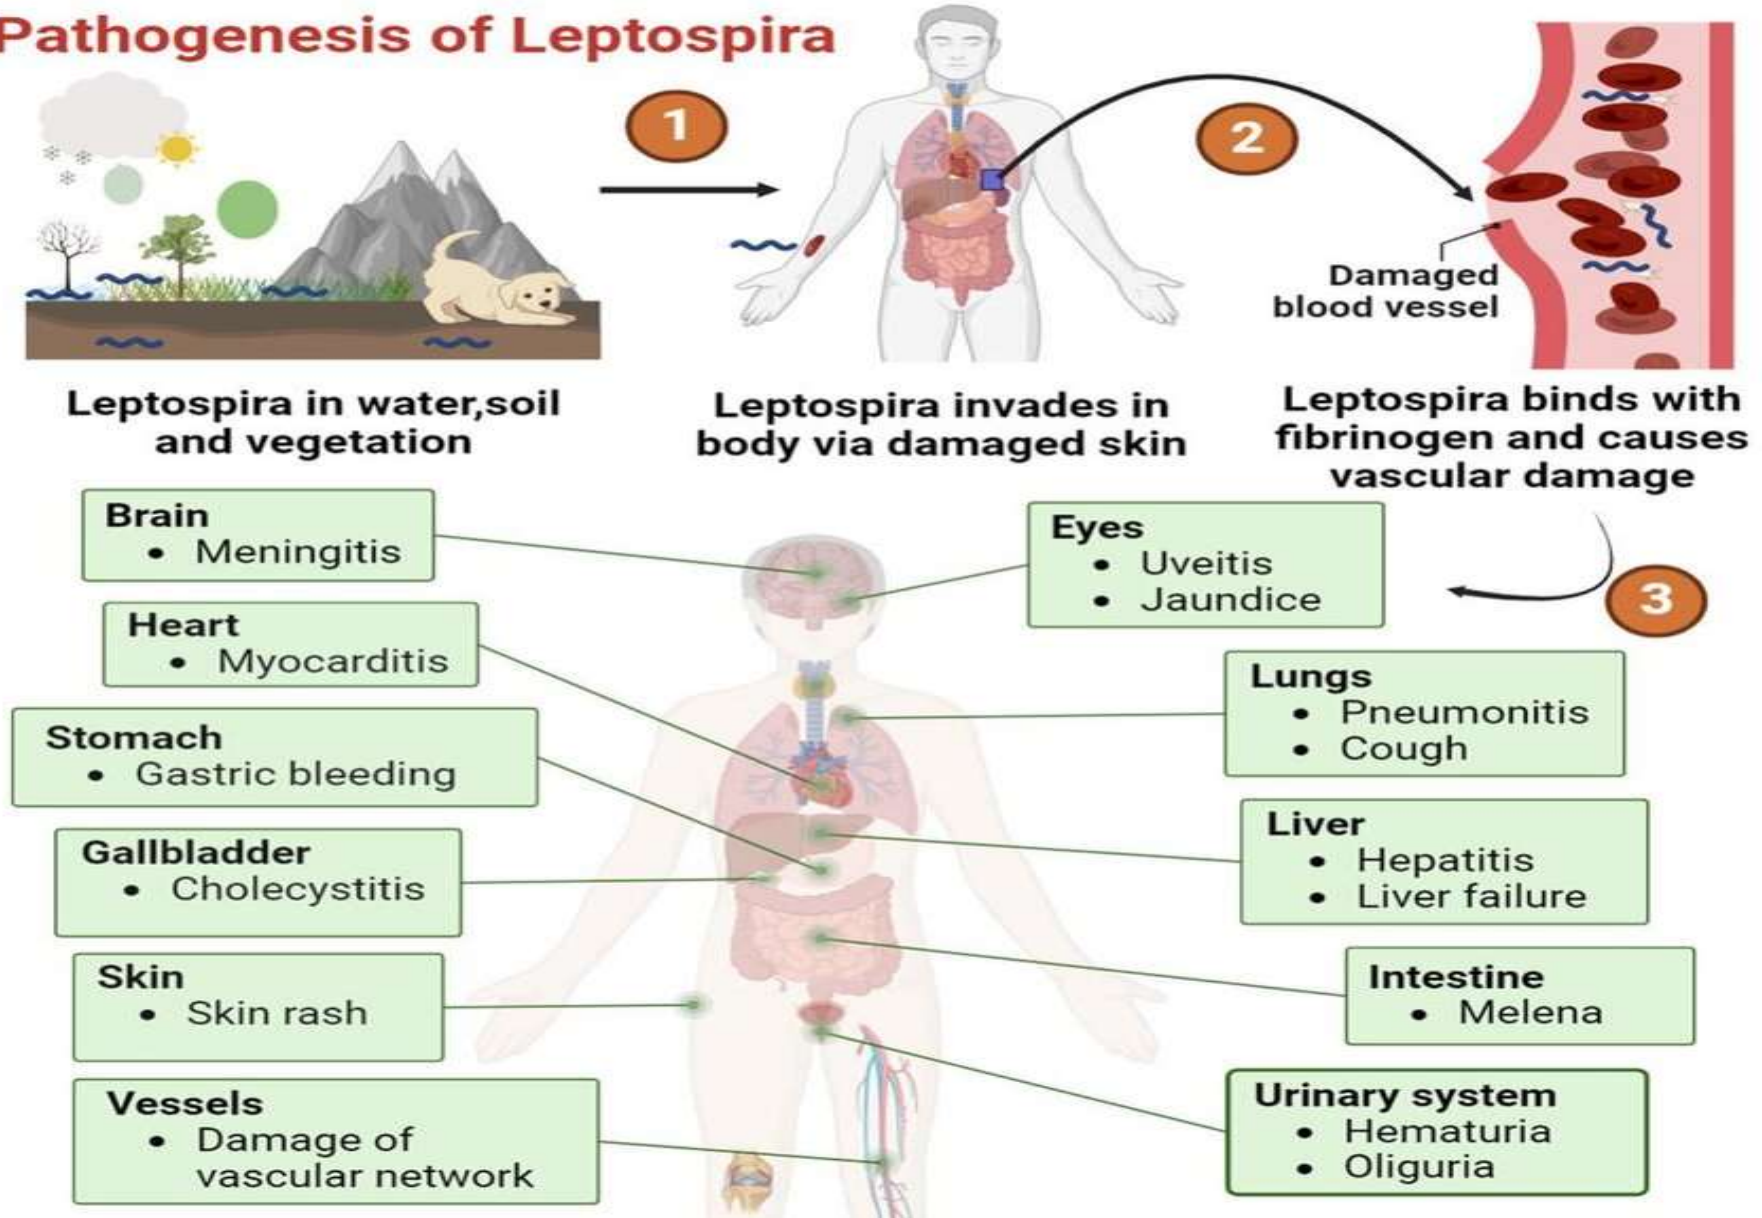 Pathogenesis of Leptospira
1
2
Damaged
blood vessel
Leptospira in water,soil
and vegetation
Leptospira invades in
body via damaged skin
Leptospira binds with
fibrinogen and causes
vascular damage
3
Brain
• Meningitis
Heart
• Myocarditis
Stomach
• Gastric bleeding
Gallbladder
• Cholecystitis
Skin
• Skin rash
Vessels
• Damage of
vascular network
Eyes
• Uveitis
• Jaundice
Lungs
• Pneumonitis
• Cough
Liver
• Hepatitis
• Liver failure
Intestine
• Melena
Urinary system
• Hematuria
• Oliguria